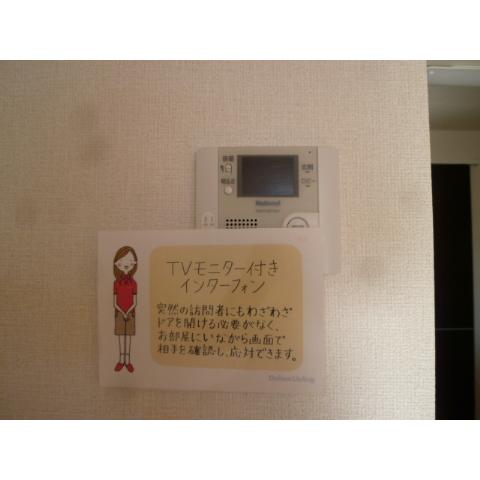 National
TVモニター付き
インターフォン
突然の訪問者にもわざわざ
ドアを開ける必要がなく、
お部屋にいながら画面で
相手を確認し、応対できます。